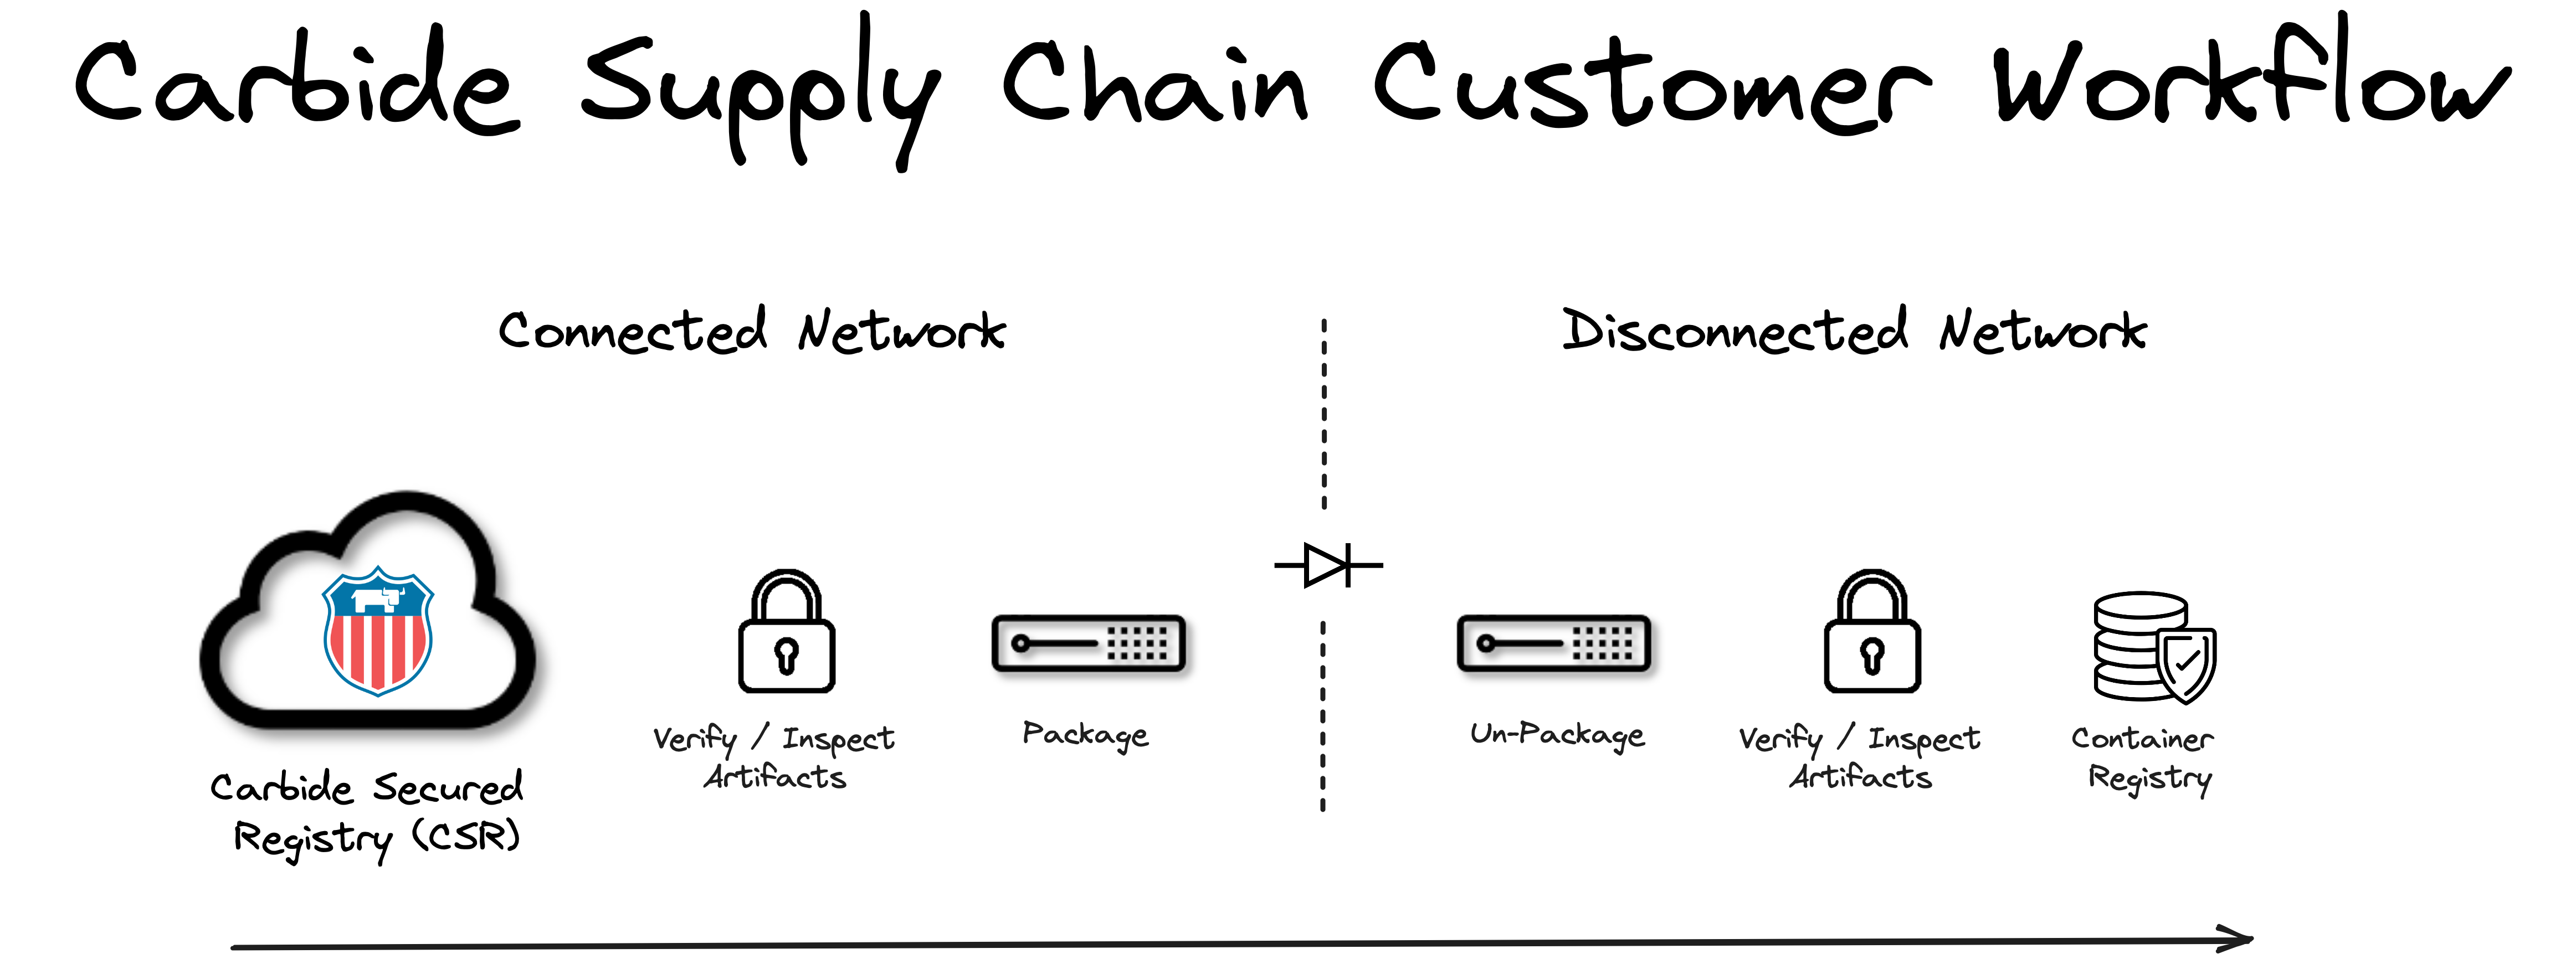 Carbide Supply Chain Customer Workflow
Connected Network
Disconnected Network
Carbide Secured
Registry (CSR)
Verify / Inspect
Artifacts
Package
Un-Package
Verify / Inspect
Artifacts
Container
Registry